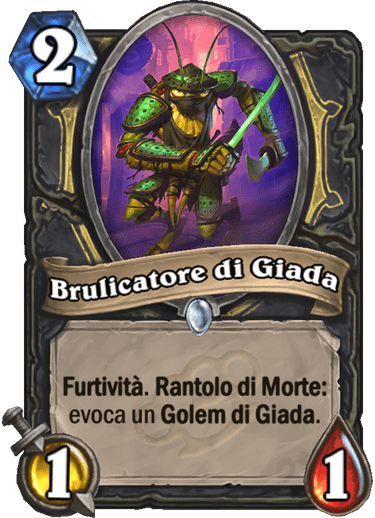 2
Brulicatore di Giada
Furtività. Rantolo di Morte:
evoca un Golem di Giada.
1
1